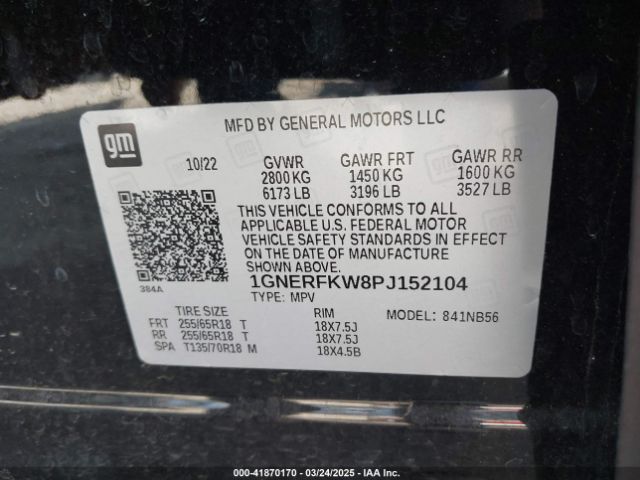 gm
MFD BY GENERAL MOTORS LLC
10/22 GVWR GAWR FRT GAWR RR
2800 KG 1450 KG 1600 KG
6173 LB 3196 LB 3527 LB
THIS VEHICLE CONFORMS TO ALL
APPLICABLE U.S. FEDERAL MOTOR
VEHICLE SAFETY STANDARDS IN EFFECT
ON THE DATE OF MANUFACTURE
SHOWN ABOVE.
384A
1GNERFKW8PJ152104
TYPE: MPV
TIRE SIZE RIM MODEL: 841NB56
FRT 255/65R18 T 18X7.5J
RR 255/65R18 T 18X7.5J
SPA T135/70R18 M 18X4.5B
000-41870170 — 03/24/2025 — IAA Inc.